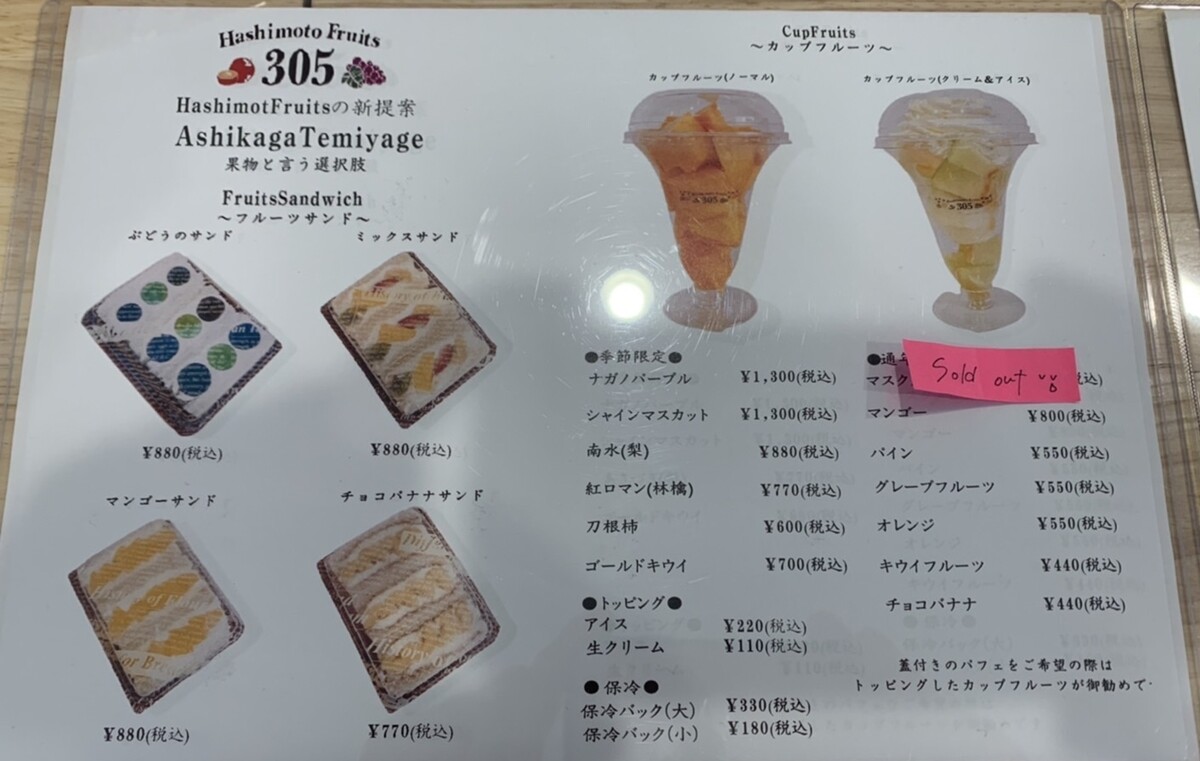 Hashimoto Fruits
305
HashimotFruitsの新提案
AshikagaTemiyage
果物と言う選択肢
FruitsSandwich
～フルーツサンド～
ぶどうのサンド
ミックスサンド
¥880(税込)
¥880(税込)
マンゴーサンド
チョコバナナサンド
¥880(税込)
¥770(税込)
CupFruits
～カップフルーツ～
カップフルーツ(ノーマル)
カップフルーツ(クリーム&アイス)
305
305
●季節限定●
ナガノパープル ¥1,300(税込)
シャインマスカット ¥1,300(税込)
南水(梨) ¥880(税込)
紅ロマン(林檎) ¥770(税込)
刀根柿 ¥600(税込)
ゴールドキウイ ¥700(税込)
●トッピング●
アイス ¥220(税込)
生クリーム ¥110(税込)
●保冷●
保冷バック(大) ¥330(税込)
保冷バック(小) ¥180(税込)
●通
Sold out
マスク 税込)
マンゴー ¥800(税込)
パイン ¥550(税込)
グレープフルーツ ¥550(税込)
オレンジ ¥550(税込)
キウイフルーツ ¥440(税込)
チョコバナナ ¥440(税込)
蓋付きのパフェをご希望の際は
トッピングしたカップフルーツが御勧めで